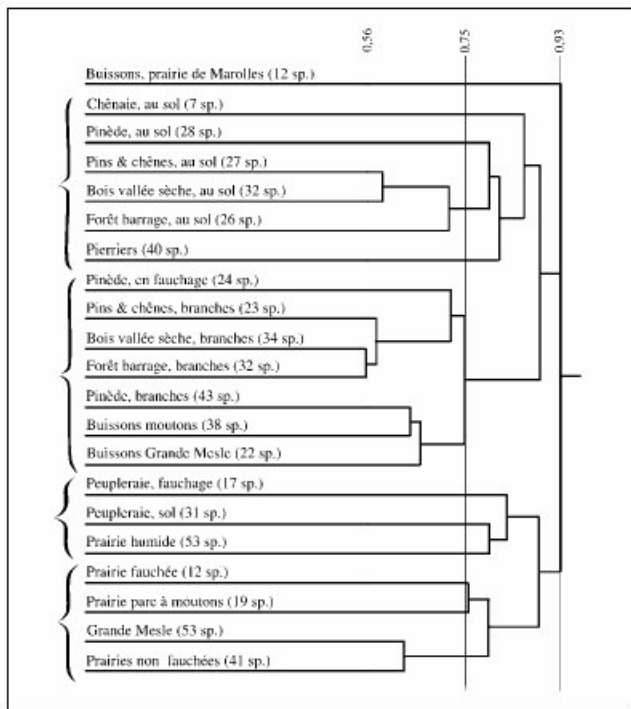 0,56
0,75
0,93
Buissons, prairie de Marolles (12 sp.)
Chênaie, au sol (7 sp.)
Pinède, au sol (28 sp.)
Pins & chênes, au sol (27 sp.)
Bois vallée sèche, au sol (32 sp.)
Forêt barrage, au sol (26 sp.)
Pierriers (40 sp.)
Pinède, en fauchage (24 sp.)
Pins & chênes, branches (23 sp.)
Bois vallée sèche, branches (34 sp.)
Forêt barrage, branches (32 sp.)
Pinède, branches (43 sp.)
Buissons moutons (38 sp.)
Buissons Grande Mesle (22 sp.)
Peupleraie, fauchage (17 sp.)
Peupleraie, sol (31 sp.)
Prairie humide (53 sp.)
Prairie fauchée (12 sp.)
Prairie parc à moutons (19 sp.)
Grande Mesle (53 sp.)
Prairies non fauchées (41 sp.)